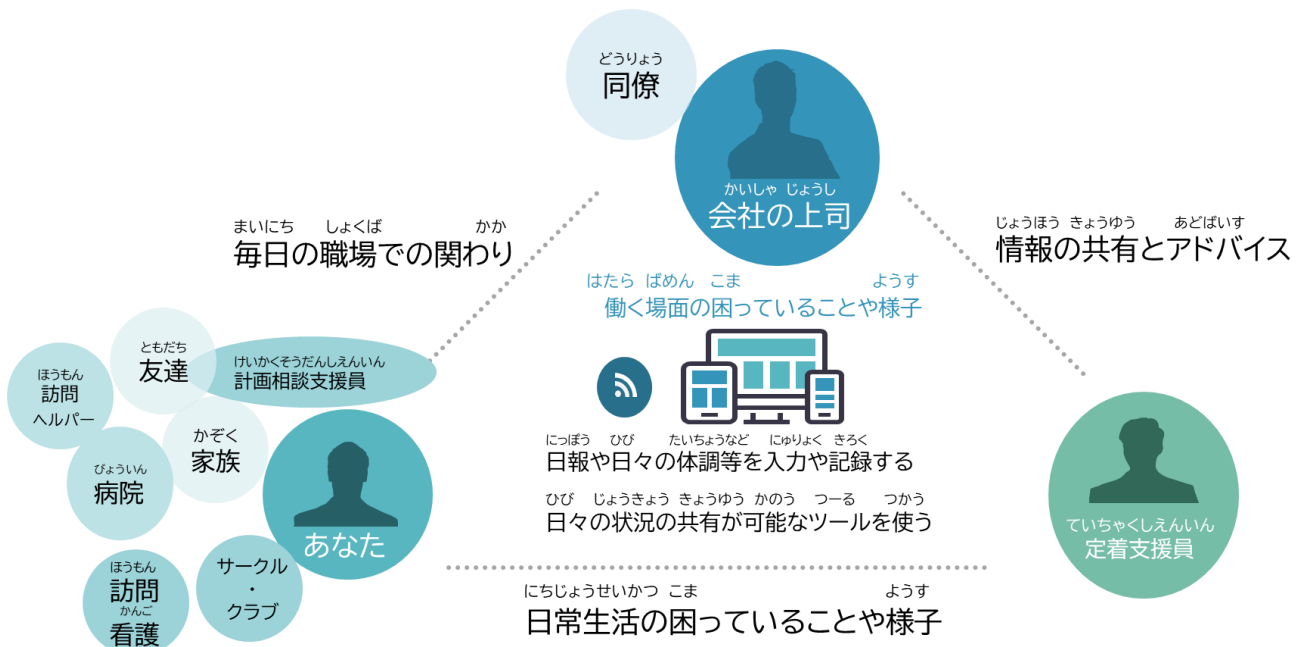 どうりょう
同僚
かいしゃ じょうし
会社の上司
まいにち しょくば かか
毎日の職場での関わり
じょうほう きょうゆう あどばいす
情報の共有とアドバイス
はたら ばめん こま ようす
働く場面の困っていることや様子
ともだち
友達
けいかくそうだんしえんいん
計画相談支援員
ほうもん
訪問
ヘルパー
かぞく
家族
びょういん
病院
あなた
にっぽう ひび たいちょうなど にゅりょく きろく
日報や日々の体調等を入力や記録する
ひび じょうきょう きょうゆう かのう つーる つかう
日々の状況の共有が可能なツールを使う
ていちゃくしえんいん
定着支援員
ほうもん
訪問
かんご
看護
サークル
・
クラブ
にちじょうせいかつ こま ようす
日常生活の困っていることや様子